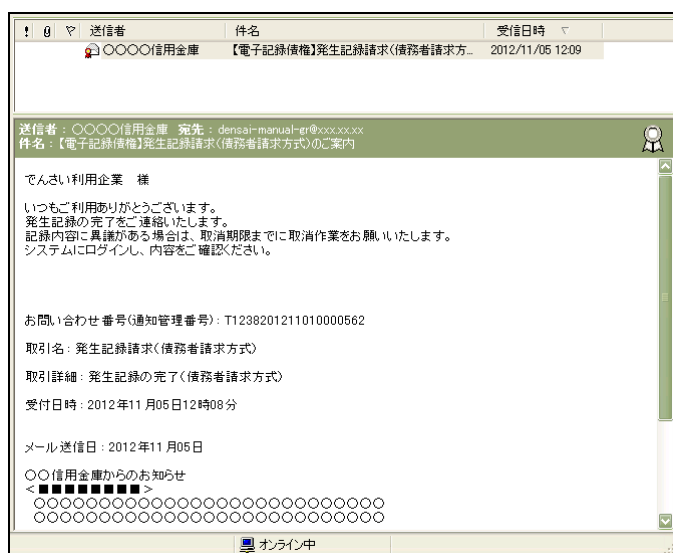 ! 送信者 件名 受信日時
〇〇〇〇信用金庫 【電子記録債権】発生記録請求(債務者請求方... 2012/11/05 12:09
送信者：〇〇〇〇信用金庫 宛先：densai-manual-gr@xxx.xx.xx
件名：【電子記録債権】発生記録請求(債務者請求方式)のご案内
でんさい利用企業 様
いつもご利用ありがとうございます。
発生記録の完了をご連絡いたします。
記録内容に異議がある場合は、取消期限までに取消作業をお願いいたします。
システムにログインし、内容をご確認ください。
お問い合わせ番号(通知管理番号)：T1238201211010000562
取引名：発生記録請求(債務者請求方式)
取引詳細：発生記録の完了(債務者請求方式)
受付日時：2012年11月05日12時08分
メール送信日：2012年11月05日
〇〇信用金庫からのお知らせ
<■■■■■■■■>
〇〇〇〇〇〇〇〇〇〇〇〇〇〇〇〇〇〇〇〇〇〇〇〇〇〇〇
〇〇〇〇〇〇〇〇〇〇〇〇〇〇〇〇〇〇〇〇〇〇〇〇〇〇〇
オンライン中